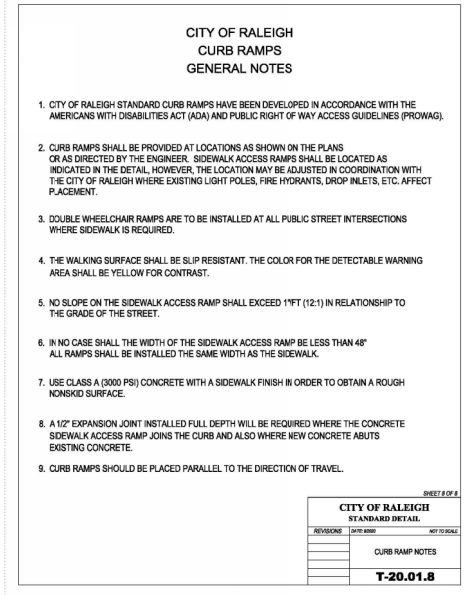 CITY OF RALEIGH
CURB RAMPS
GENERAL NOTES
1. CITY OF RALEIGH STANDARD CURB RAMPS HAVE BEEN DEVELOPED IN ACCORDANCE WITH THE
AMERICANS WITH DISABILITIES ACT (ADA) AND PUBLIC RIGHT OF WAY ACCESS GUIDELINES (PROWAG).
2. CURB RAMPS SHALL BE PROVIDED AT LOCATIONS AS SHOWN ON THE PLANS
OR AS DIRECTED BY THE ENGINEER. SIDEWALK ACCESS RAMPS SHALL BE LOCATED AS
INDICATED IN THE DETAIL, HOWEVER, THE LOCATION MAY BE ADJUSTED IN COORDINATION WITH
THE CITY OF RALEIGH WHERE EXISTING LIGHT POLES, FIRE HYDRANTS, DROP INLETS, ETC. AFFECT
PLACEMENT.
3. DOUBLE WHEELCHAIR RAMPS ARE TO BE INSTALLED AT ALL PUBLIC STREET INTERSECTIONS
WHERE SIDEWALK IS REQUIRED.
4. THE WALKING SURFACE SHALL BE SLIP RESISTANT. THE COLOR FOR THE DETECTABLE WARNING
AREA SHALL BE YELLOW FOR CONTRAST.
5. NO SLOPE ON THE SIDEWALK ACCESS RAMP SHALL EXCEED 1"/FT (12:1) IN RELATIONSHIP TO
THE GRADE OF THE STREET.
6. IN NO CASE SHALL THE WIDTH OF THE SIDEWALK ACCESS RAMP BE LESS THAN 48"
ALL RAMPS SHALL BE INSTALLED THE SAME WIDTH AS THE SIDEWALK.
7. USE CLASS A (3000 PSI) CONCRETE WITH A SIDEWALK FINISH IN ORDER TO OBTAIN A ROUGH
NONSKID SURFACE.
8. A 1/2" EXPANSION JOINT INSTALLED FULL DEPTH WILL BE REQUIRED WHERE THE CONCRETE
SIDEWALK ACCESS RAMP JOINS THE CURB AND ALSO WHERE NEW CONCRETE ABUTS
EXISTING CONCRETE.
9. CURB RAMPS SHOULD BE PLACED PARALLEL TO THE DIRECTION OF TRAVEL.
SHEET 8 OF 8
CITY OF RALEIGH
STANDARD DETAIL
REVISIONS DATE: NOT TO SCALE
CURB RAMP NOTES
T-20.01.8